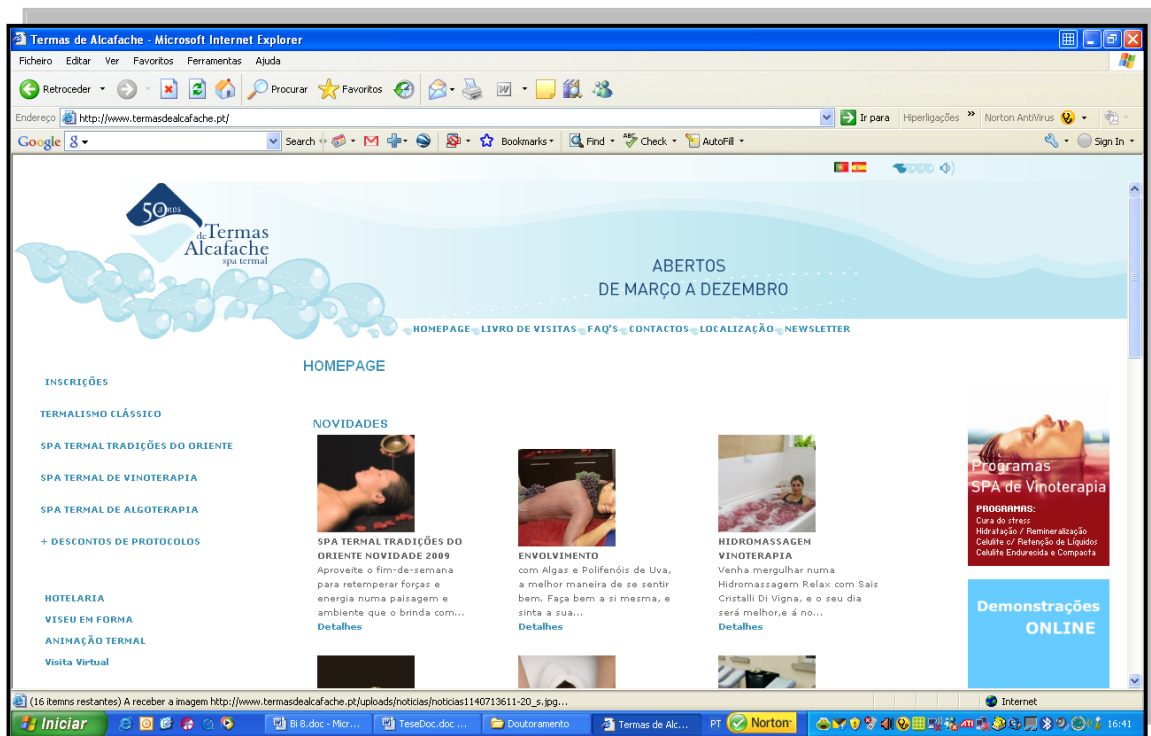 Termas de Alcafache - Microsoft Internet Explorer
Ficheiro Editar Ver Favoritos Ferramentas Ajuda
Retroceder Procurar Favoritos
Endereço http://www.termasdealcafache.pt/ Ir para Hiperligações » Norton AntiVirus
Google Search Bookmarks Find Check AutoFill Sign In
50 anos
de Termas
Alcafache
spa termal
ABERTOS
DE MARÇO A DEZEMBRO
HOMEPAGE LIVRO DE VISITAS FAQ'S CONTACTOS LOCALIZAÇÃO NEWSLETTER
HOMEPAGE
INSCRIÇÕES
TERMALISMO CLÁSSICO
SPA TERMAL TRADIÇÕES DO ORIENTE
SPA TERMAL DE VINOTERAPIA
SPA TERMAL DE ALGOTERAPIA
+ DESCONTOS DE PROTOCOLOS
HOTELARIA
VISEU EM FORMA
ANIMAÇÃO TERMAL
Visita Virtual
NOVIDADES
SPA TERMAL TRADIÇÕES DO
ORIENTE NOVIDADE 2009
Aproveite o fim-de-semana
para retemperar forças e
energia numa paisagem e
ambiente que o brinda com...
Detalhes
ENVOLVIMENTO
com Algas e Polifenóis de Uva,
a melhor maneira de se sentir
bem. Faça bem a si mesma, e
sinta a sua...
Detalhes
HIDROMASSAGEM
VINOTERAPIA
Venha mergulhar numa
Hidromassagem Relax com Sais
Cristalli Di Vigna, e o seu dia
será melhor,e á no...
Detalhes
Programas
SPA de Vinoterapia
PROGRAMAS:
Cura do stress
Hidratação / Remineralização
Celulite c/ Retenção de Líquidos
Celulite Endurecida e Compacta
Demonstrações
ONLINE
(16 itemns restantes) A receber a imagem http://www.termasdealcafache.pt/uploads/noticias/noticias1140713611-20_s.jpg... Internet
Iniciar Bi 8.doc - Micr... TeseDoc.doc ... Doutoramento Termas de Alc... PT Norton 16:41